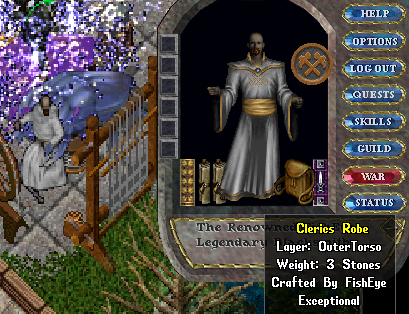 HELP
OPTIONS
LOG OUT
QUESTS
SKILLS
GUILD
WAR
STATUS
The Renowned
Legendary
Clerics Robe
Layer: OuterTorso
Weight: 3 Stones
Crafted By FishEye
Exceptional